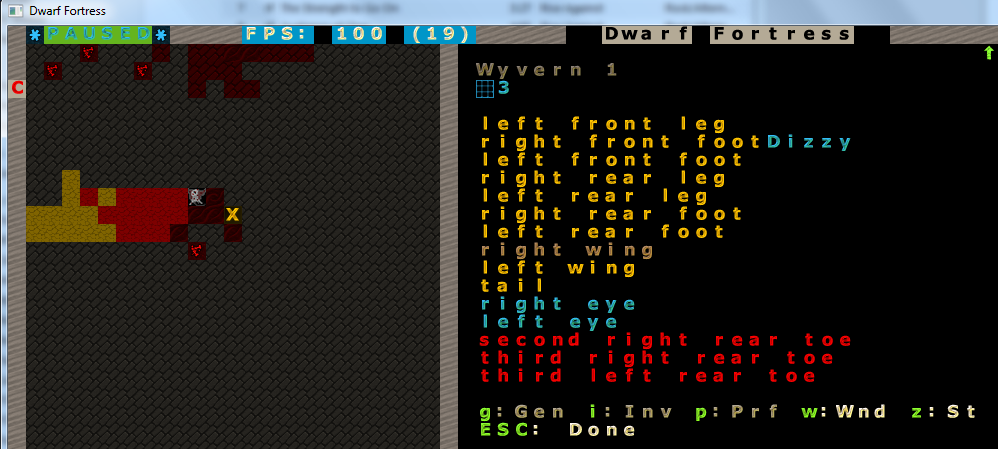 Dwarf Fortress
*PAUSED* FPS: 100 (19) Dwarf Fortress
Wyvern 1
C 3
left front leg
right front foot Dizzy
left front foot
right rear leg
left rear leg
right rear foot
X left rear foot
right wing
left wing
tail
right eye
left eye
second right rear toe
third right rear toe
third left rear toe
g: Gen i: Inv p: Prf w: Wnd z: St
ESC: Done